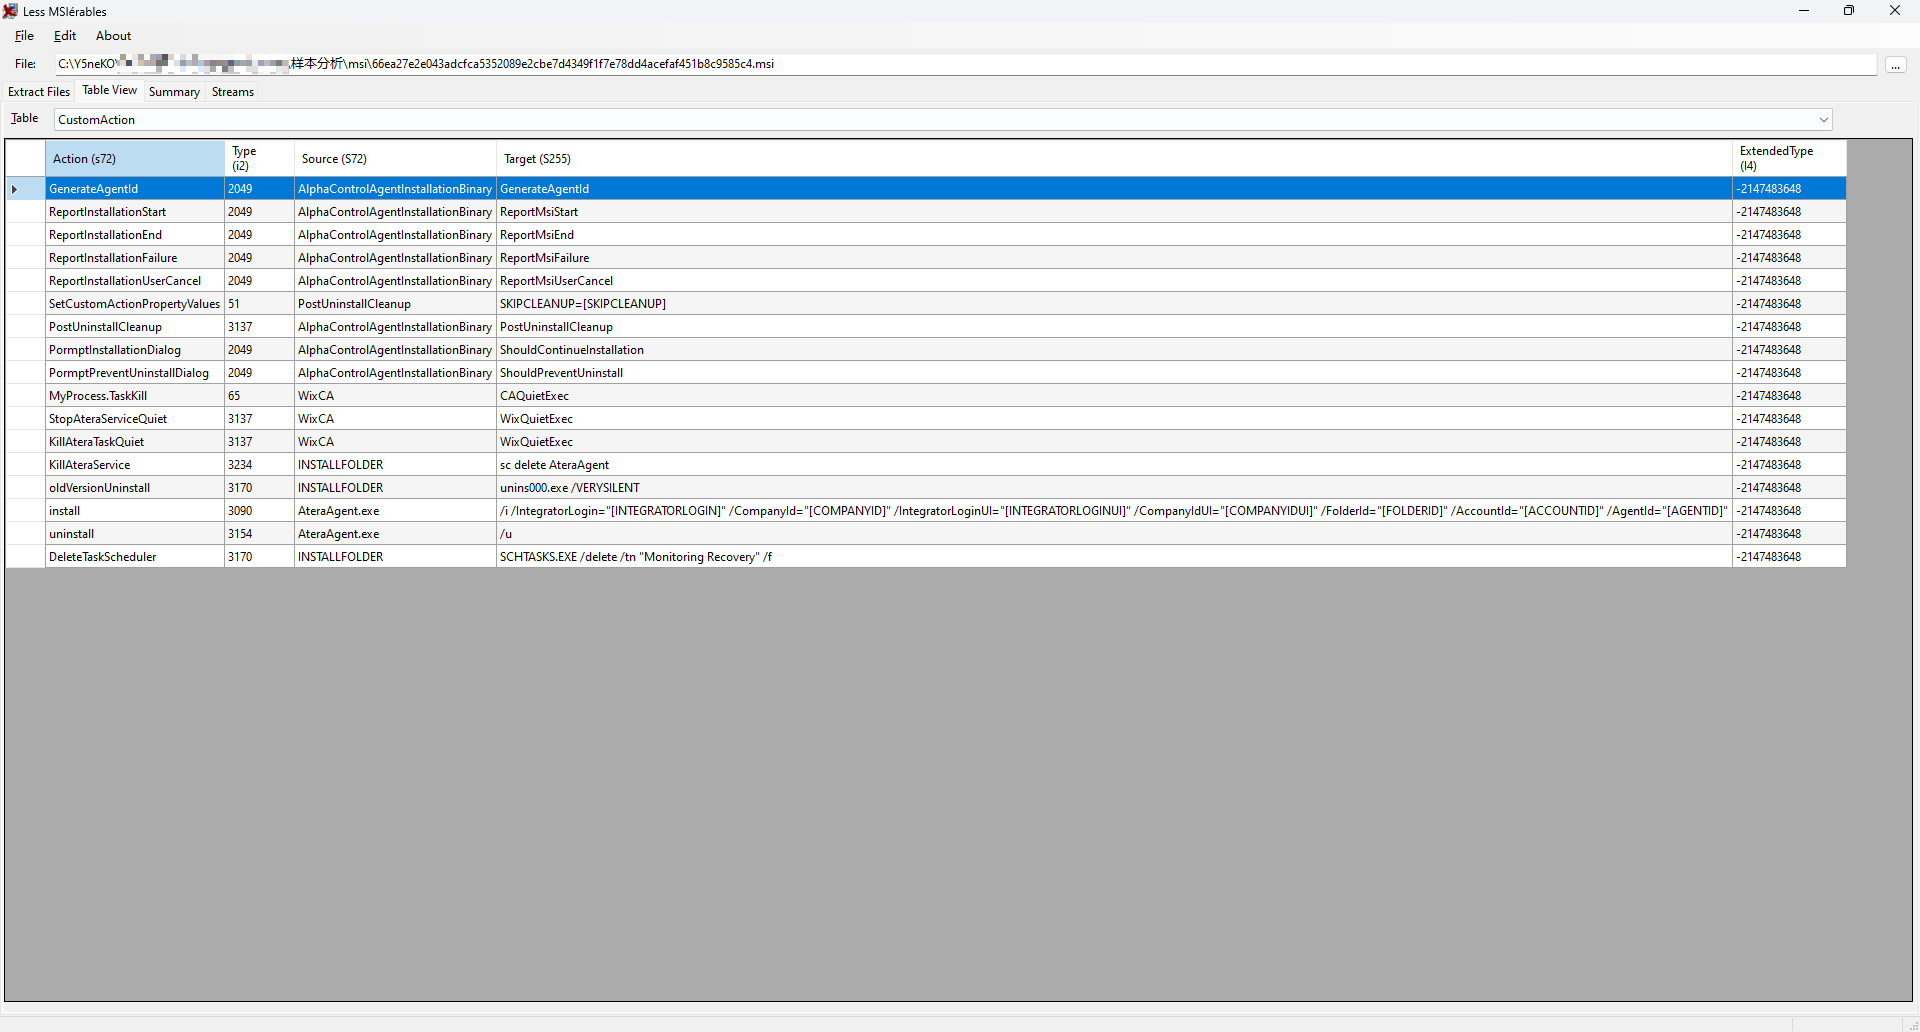 Less MSIérables
File Edit About
File: C:\Y5neKO\ \样本分析\msi\66ea27e2e043adcfca5352089e2cbe7d4349f1f7e78dd4acefaf451b8c9585c4.msi ...
Extract Files Table View Summary Streams
Table CustomAction
Action (s72) Type (i2) Source (S72) Target (S255) ExtendedType (I4)
GenerateAgentId 2049 AlphaControlAgentInstallationBinary GenerateAgentId -2147483648
ReportInstallationStart 2049 AlphaControlAgentInstallationBinary ReportMsiStart -2147483648
ReportInstallationEnd 2049 AlphaControlAgentInstallationBinary ReportMsiEnd -2147483648
ReportInstallationFailure 2049 AlphaControlAgentInstallationBinary ReportMsiFailure -2147483648
ReportInstallationUserCancel 2049 AlphaControlAgentInstallationBinary ReportMsiUserCancel -2147483648
SetCustomActionPropertyValues 51 PostUninstallCleanup SKIPCLEANUP=[SKIPCLEANUP] -2147483648
PostUninstallCleanup 3137 AlphaControlAgentInstallationBinary PostUninstallCleanup -2147483648
PormptInstallationDialog 2049 AlphaControlAgentInstallationBinary ShouldContinueInstallation -2147483648
PormptPreventUninstallDialog 2049 AlphaControlAgentInstallationBinary ShouldPreventUninstall -2147483648
MyProcess.TaskKill 65 WixCA CAQuietExec -2147483648
StopAteraServiceQuiet 3137 WixCA WixQuietExec -2147483648
KillAteraTaskQuiet 3137 WixCA WixQuietExec -2147483648
KillAteraService 3234 INSTALLFOLDER sc delete AteraAgent -2147483648
oldVersionUninstall 3170 INSTALLFOLDER unins000.exe /VERYSILENT -2147483648
install 3090 AteraAgent.exe /i /IntegratorLogin="[INTEGRATORLOGIN]" /CompanyId="[COMPANYID]" /IntegratorLoginUI="[INTEGRATORLOGINUI]" /CompanyIdUI="[COMPANYIDUI]" /FolderId="[FOLDERID]" /AccountId="[ACCOUNTID]" /AgentId="[AGENTID]" -2147483648
uninstall 3154 AteraAgent.exe /u -2147483648
DeleteTaskScheduler 3170 INSTALLFOLDER SCHTASKS.EXE /delete /tn "Monitoring Recovery" /f -2147483648